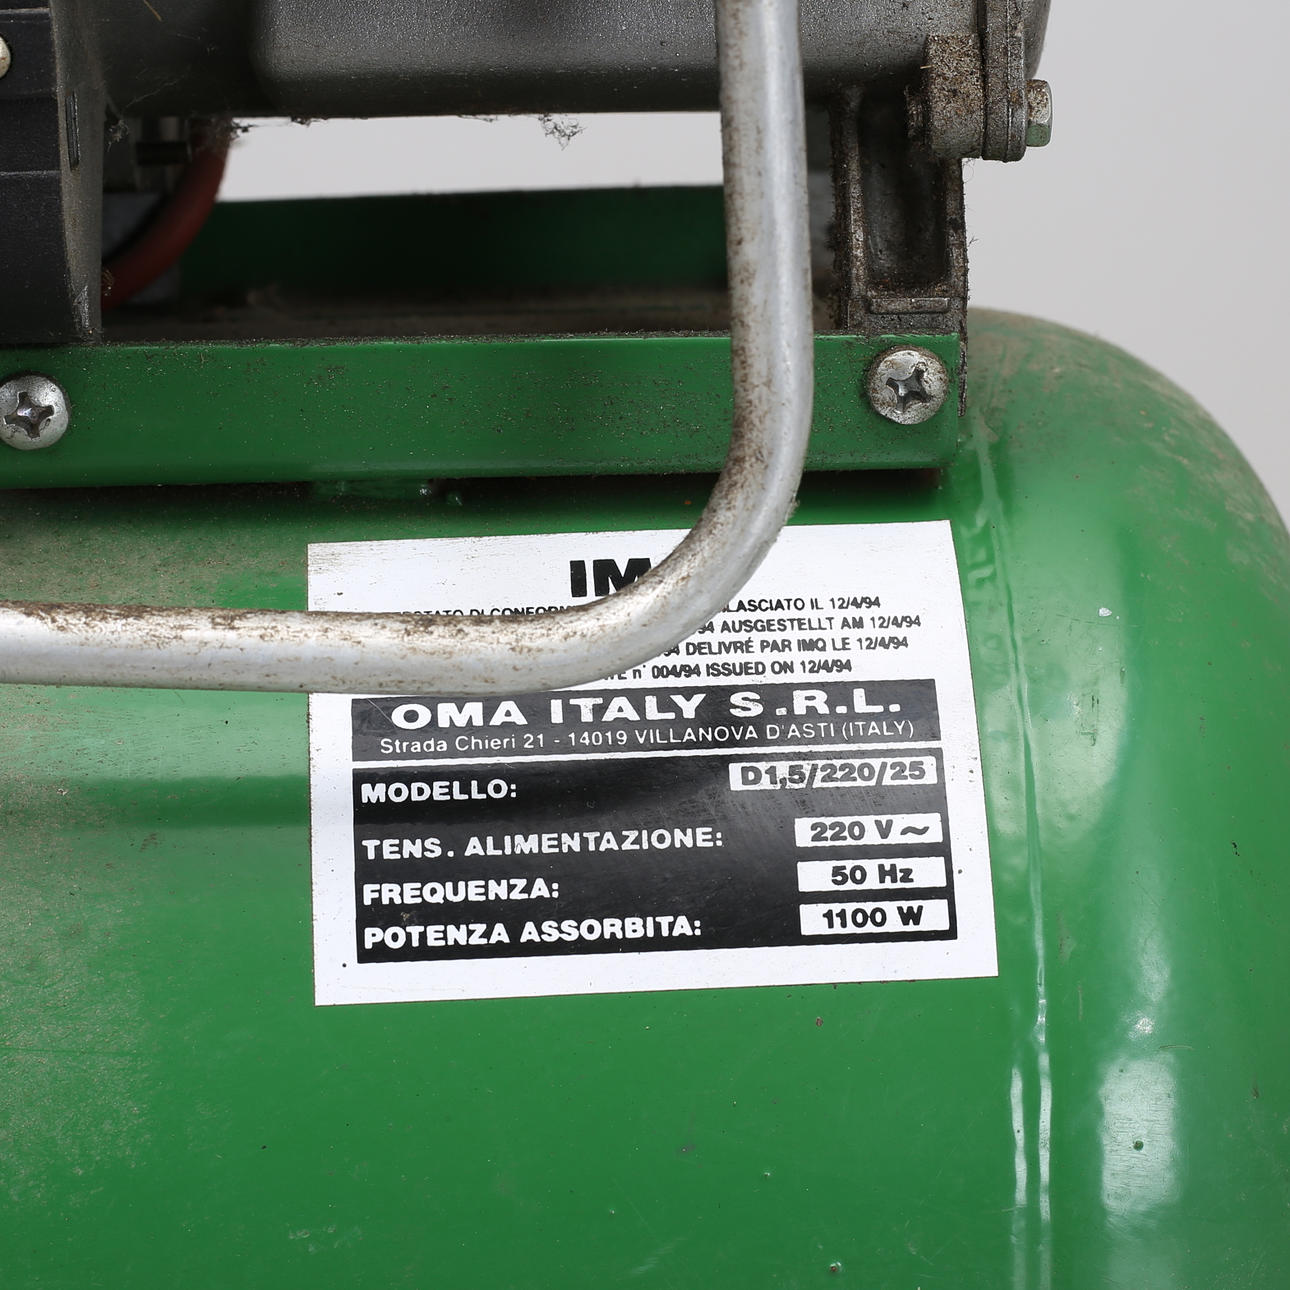 LASCIATO IL 12/4/94
AUSGESTELLT AM 12/4/94
DELIVRÉ PAR IMQ LE 12/4/94
n° 004/94 ISSUED ON 12/4/94
OMA ITALY S.R.L.
Strada Chieri 21 - 14019 VILLANOVA D'ASTI (ITALY)
MODELLO: D1,5/220/25
TENS. ALIMENTAZIONE: 220 V ~
FREQUENZA: 50 Hz
POTENZA ASSORBITA: 1100 W